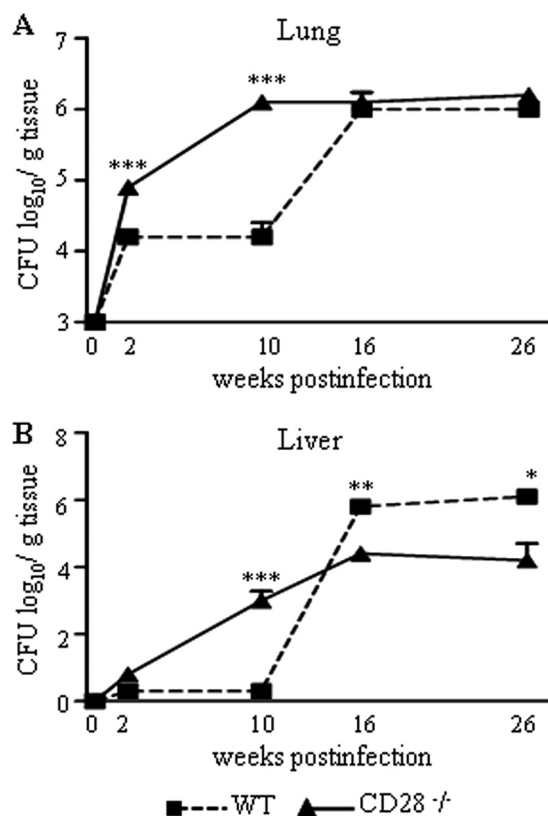 A
Lung
CFU log10/ g tissue
7
6
5
4
3
***
***
0 2 10 16 26
weeks postinfection
B
Liver
CFU log10/ g tissue
8
6
4
2
0
***
**
*
0 2 10 16 26
weeks postinfection
WT CD28 -/-